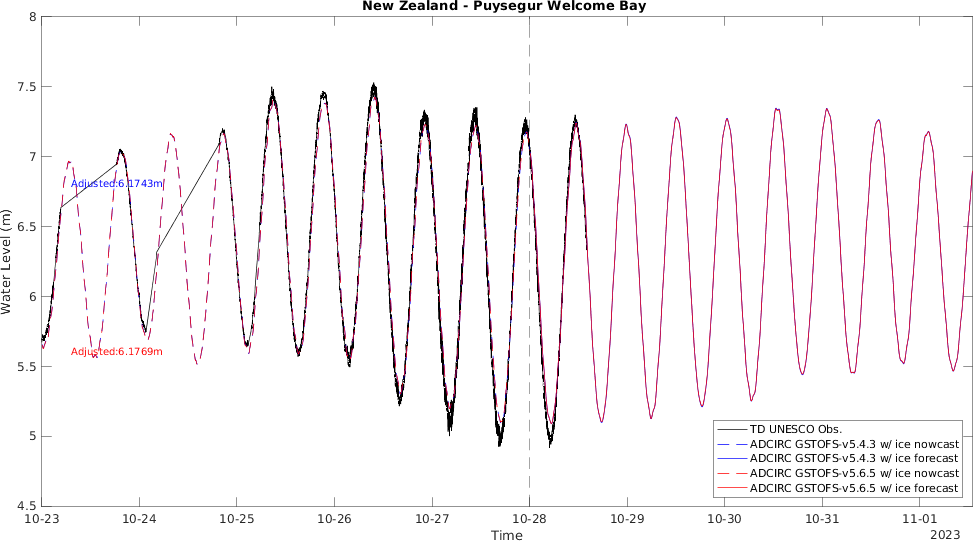 New Zealand - Puysegur Welcome Bay
8
7.5
7
6.5
6
5.5
5
4.5
Water Level (m)
Adjusted:6.1743m
Adjusted:6.1769m
TD UNESCO Obs.
ADCIRC GSTOFS-v5.4.3 w/ ice nowcast
ADCIRC GSTOFS-v5.4.3 w/ ice forecast
ADCIRC GSTOFS-v5.6.5 w/ ice nowcast
ADCIRC GSTOFS-v5.6.5 w/ ice forecast
10-23 10-24 10-25 10-26 10-27 10-28 10-29 10-30 10-31 11-01
Time
2023